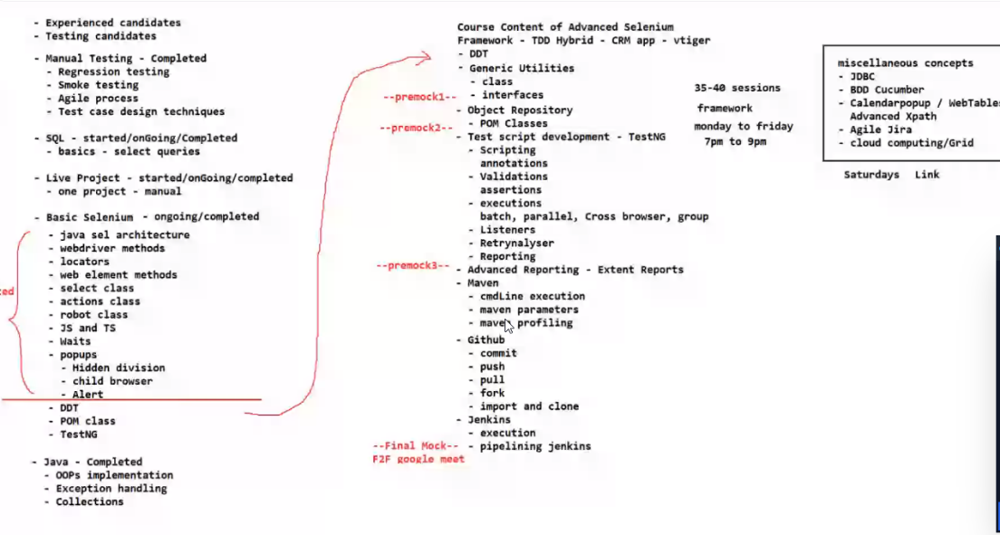 - Experienced candidates
- Testing candidates
- Manual Testing - Completed
- Regression testing
- Smoke testing
- Agile process
- Test case design techniques
- SQL - started/onGoing/Completed
- basics - select queries
- Live Project - started/onGoing/completed
- one project - manual
- Basic Selenium - ongoing/completed
- java sel architecture
- webdriver methods
- locators
- web element methods
- select class
- actions class
- robot class
- JS and TS
- Waits
- popups
- Hidden division
- child browser
- Alert
- DDT
- POM class
- TestNG
- Java - Completed
- OOPs implementation
- Exception handling
- Collections
Course Content of Advanced Selenium
Framework - TDD Hybrid - CRM app - vtiger
- DDT
- Generic Utilities
- class
--premock1-- - interfaces
- Object Repository
--premock2-- - POM Classes
- Test script development - TestNG
- Scripting
annotations
- Validations
assertions
- executions
batch, parallel, Cross browser, group
- Listeners
- Retrynalyser
- Reporting
--premock3-- - Advanced Reporting - Extent Reports
- Maven
- cmdLine execution
- maven parameters
- maven profiling
- Github
- commit
- push
- pull
- fork
- import and clone
- Jenkins
- execution
--Final Mock-- - pipelining jenkins
F2F google meet
35-40 sessions
framework
monday to friday
7pm to 9pm
miscellaneous concepts
- JDBC
- BDD Cucumber
- Calendarpopup / WebTables
Advanced Xpath
- Agile Jira
- cloud computing/Grid
Saturdays Link